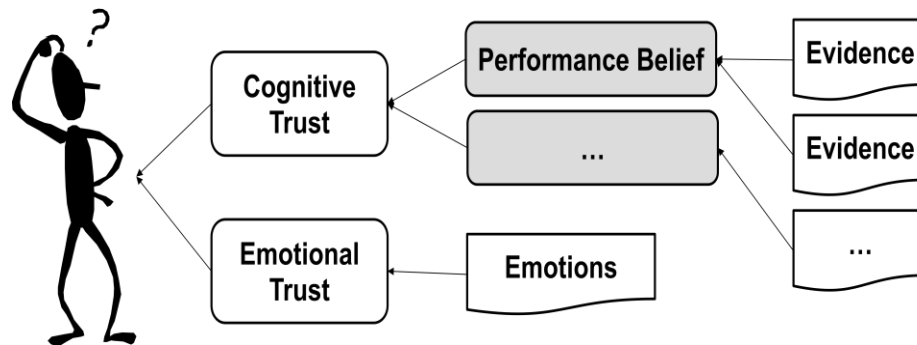 ?
Cognitive
Trust
Performance Belief
...
Evidence
Evidence
...
Emotional
Trust
Emotions